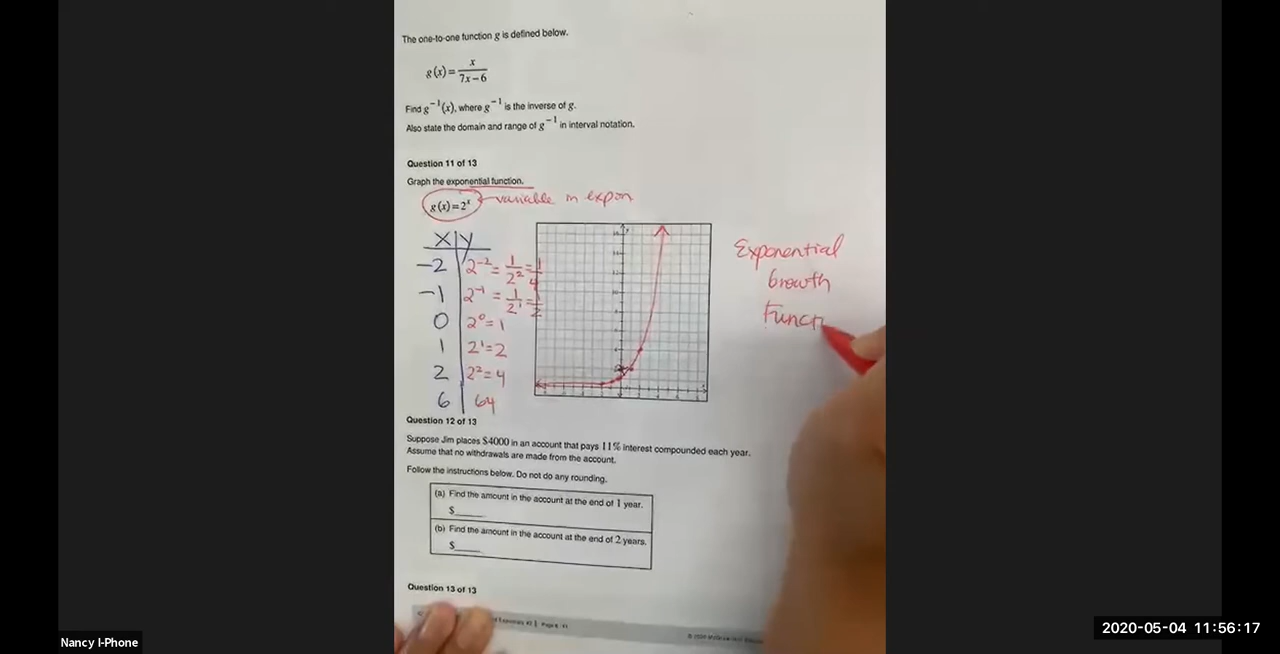 The one-to-one function g is defined below.
g(x) = x / (7x−6)
Find g⁻¹(x), where g⁻¹ is the inverse of g.
Also state the domain and range of g⁻¹ in interval notation.
Question 11 of 13
Graph the exponential function.
g(x)=2ˣ variable in expon
X Y
−2 2⁻² = 1/2² = 1/4
−1 2⁻¹ = 1/2¹ = 1/2
0 2⁰=1
1 2¹=2
2 2²=4
6 64
Exponential
Growth
Funct
Question 12 of 13
Suppose Jim places $4000 in an account that pays 11% interest compounded each year.
Assume that no withdrawals are made from the account.
Follow the instructions below. Do not do any rounding.
(a) Find the amount in the account at the end of 1 year.
$____
(b) Find the amount in the account at the end of 2 years.
$____
Question 13 of 13
Nancy I-Phone
2020-05-04 11:56:17